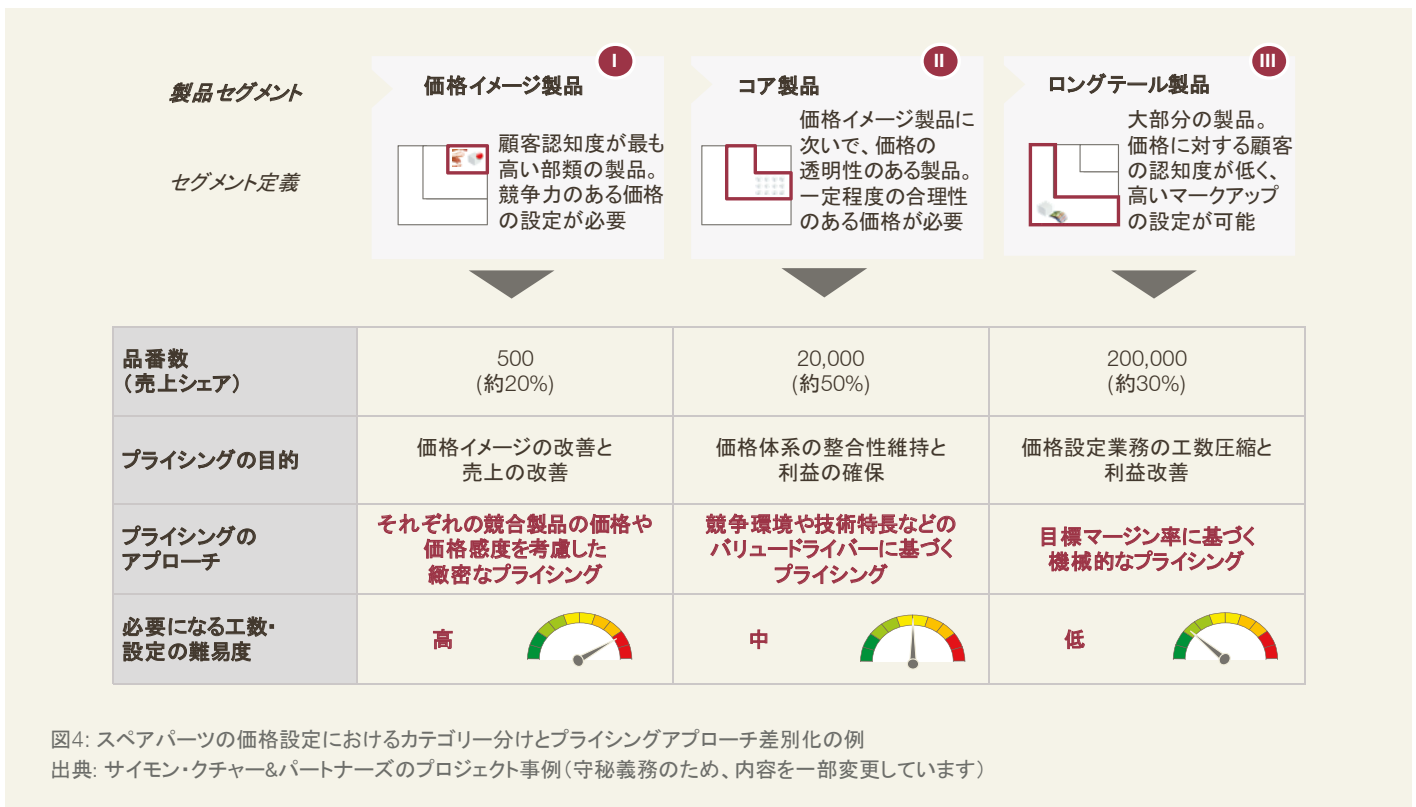 製品セグメント
セグメント定義
I
価格イメージ製品
顧客認知度が最も
高い部類の製品。
競争力のある価格
の設定が必要
II
コア製品
価格イメージ製品に
次いで、価格の
透明性のある製品。
一定程度の合理性
のある価格が必要
III
ロングテール製品
大部分の製品。
価格に対する顧客
の認知度が低く、
高いマークアップ
の設定が可能
品番数
（売上シェア）
500
(約20%)
20,000
(約50%)
200,000
(約30%)
プライシングの目的
価格イメージの改善と
売上の改善
価格体系の整合性維持と
利益の確保
価格設定業務の工数圧縮と
利益改善
プライシングの
アプローチ
それぞれの競合製品の価格や
価格感度を考慮した
緻密なプライシング
競争環境や技術特長などの
バリュードライバーに基づく
プライシング
目標マージン率に基づく
機械的なプライシング
必要になる工数・
設定の難易度
高
中
低
図4: スペアパーツの価格設定におけるカテゴリー分けとプライシングアプローチ差別化の例
出典: サイモン・クチャー&パートナーズのプロジェクト事例（守秘義務のため、内容を一部変更しています）